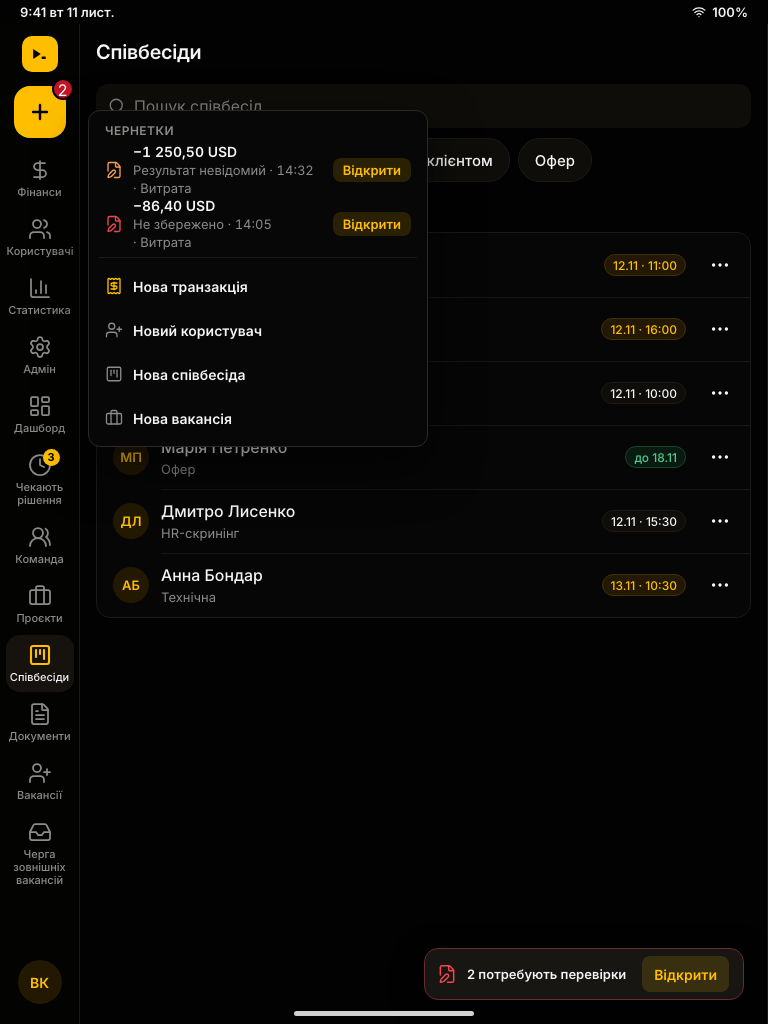 9:41 вт 11 лист.
100%
Співбесіди
2
Пошук співбесід
ЧЕРНЕТКИ
−1 250,50 USD
Результат невідомий · 14:32
· Витрата
Відкрити
−86,40 USD
Не збережено · 14:05
· Витрата
Відкрити
Нова транзакція
Новий користувач
Нова співбесіда
Нова вакансія
клієнтом
Офер
12.11 · 11:00
12.11 · 16:00
12.11 · 10:00
МП
Марія Петренко
Офер
до 18.11
ДЛ
Дмитро Лисенко
HR-скринінг
12.11 · 15:30
АБ
Анна Бондар
Технічна
13.11 · 10:30
Фінанси
Користувачі
Статистика
Адмін
Дашборд
3
Чекають
рішення
Команда
Проєкти
Співбесіди
Документи
Вакансії
Черга
зовнішніх
вакансій
ВК
2 потребують перевірки
Відкрити